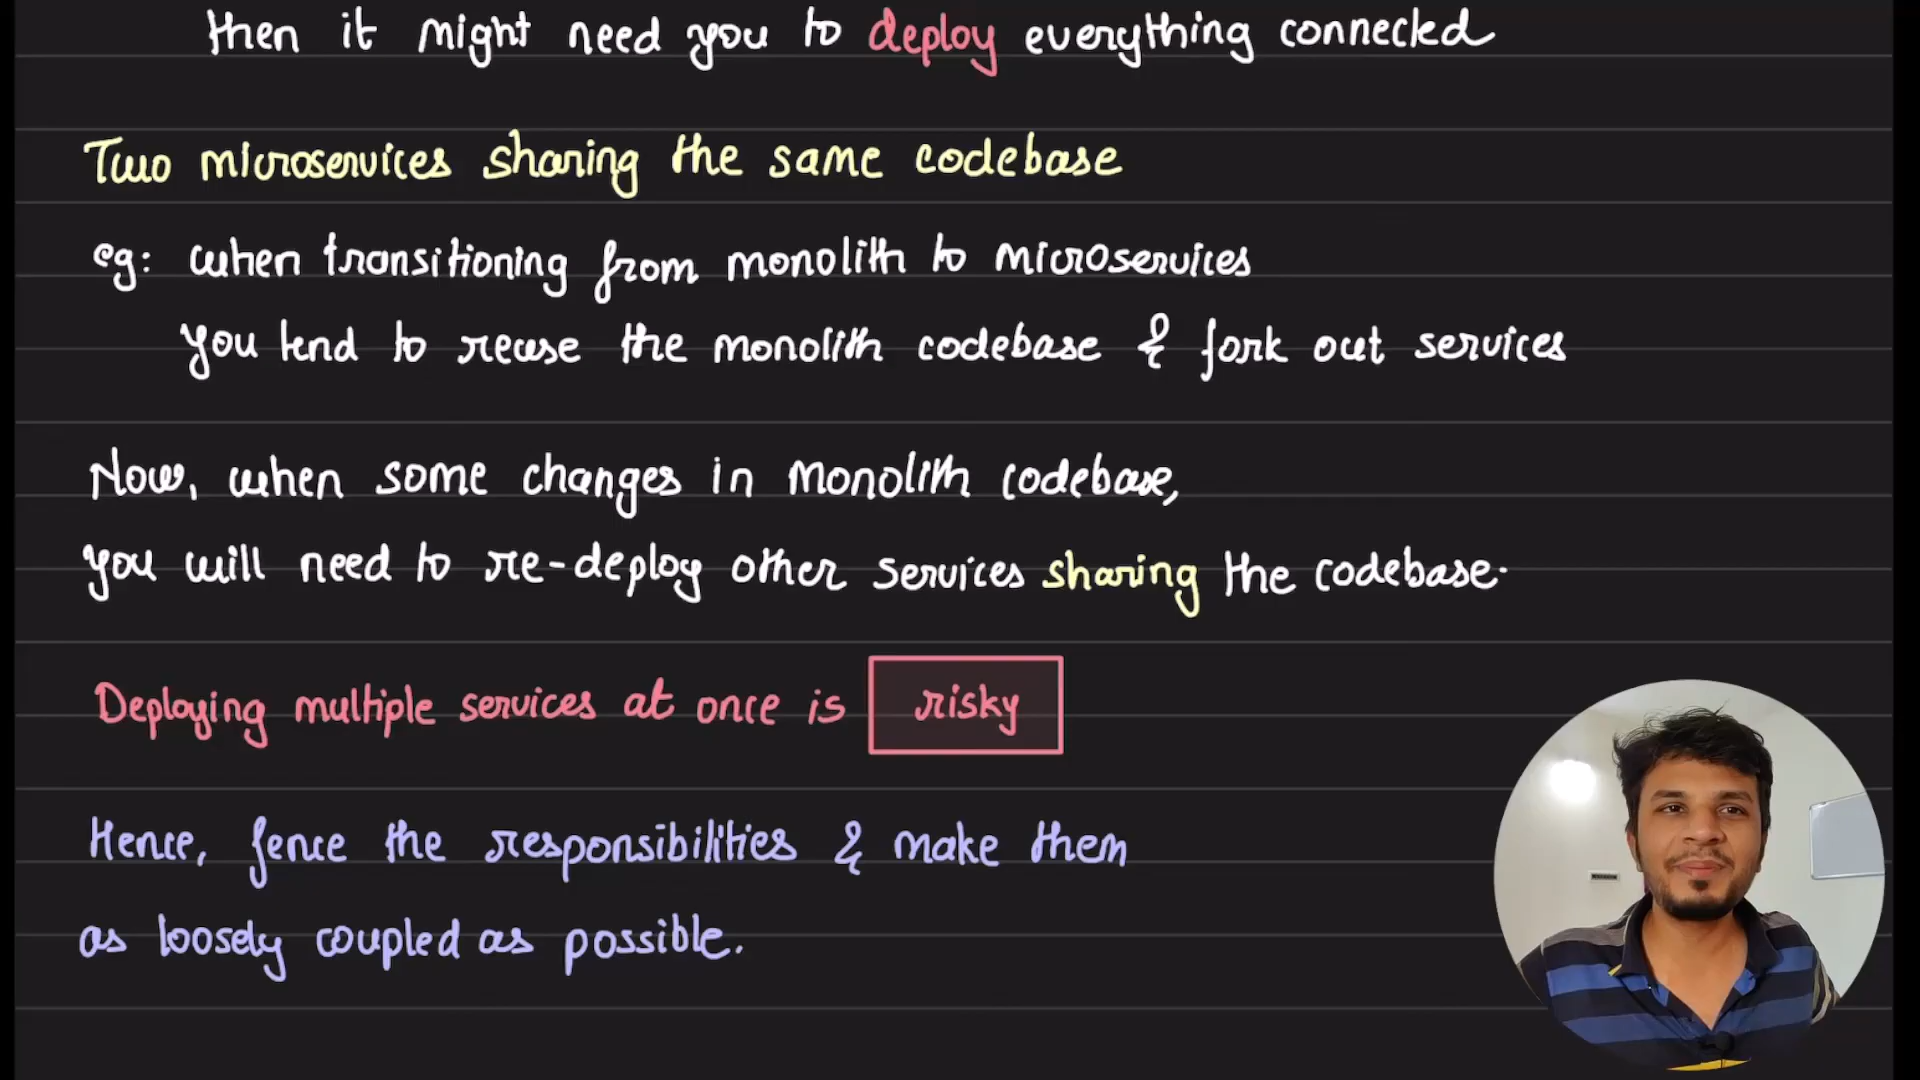 then it might need you to deploy everything connected
Two microservices sharing the same codebase
eg: when transitioning from monolith to microservices
you tend to reuse the monolith codebase & fork out services
Now, when some changes in monolith codebase,
you will need to re-deploy other services sharing the codebase.
Deploying multiple services at once is risky
Hence, fence the responsibilities & make them
as loosely coupled as possible.